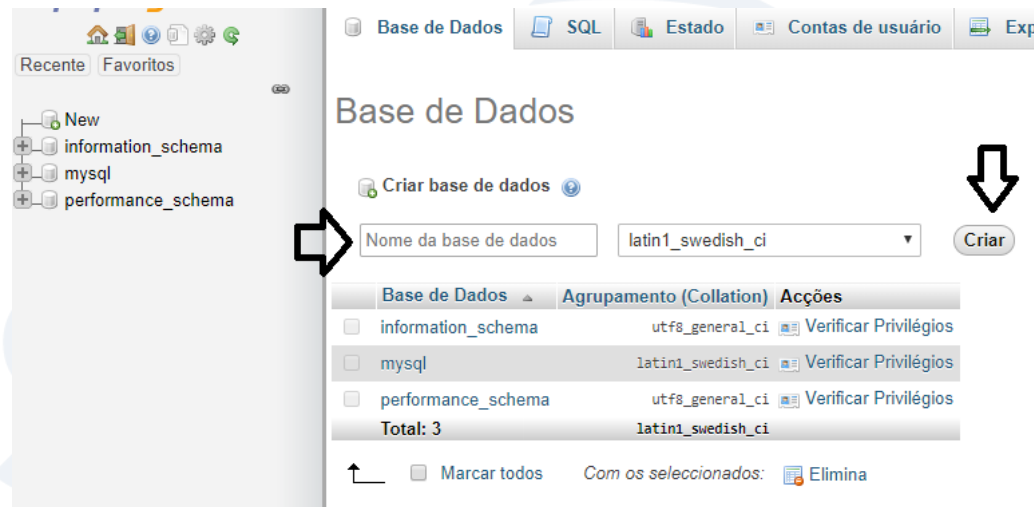 Recente Favoritos
New
information_schema
mysql
performance_schema
Base de Dados SQL Estado Contas de usuário Exp
Base de Dados
Criar base de dados
Nome da base de dados latin1_swedish_ci Criar
Base de Dados Agrupamento (Collation) Acções
information_schema utf8_general_ci Verificar Privilégios
mysql latin1_swedish_ci Verificar Privilégios
performance_schema utf8_general_ci Verificar Privilégios
Total: 3 latin1_swedish_ci
Marcar todos Com os seleccionados: Elimina